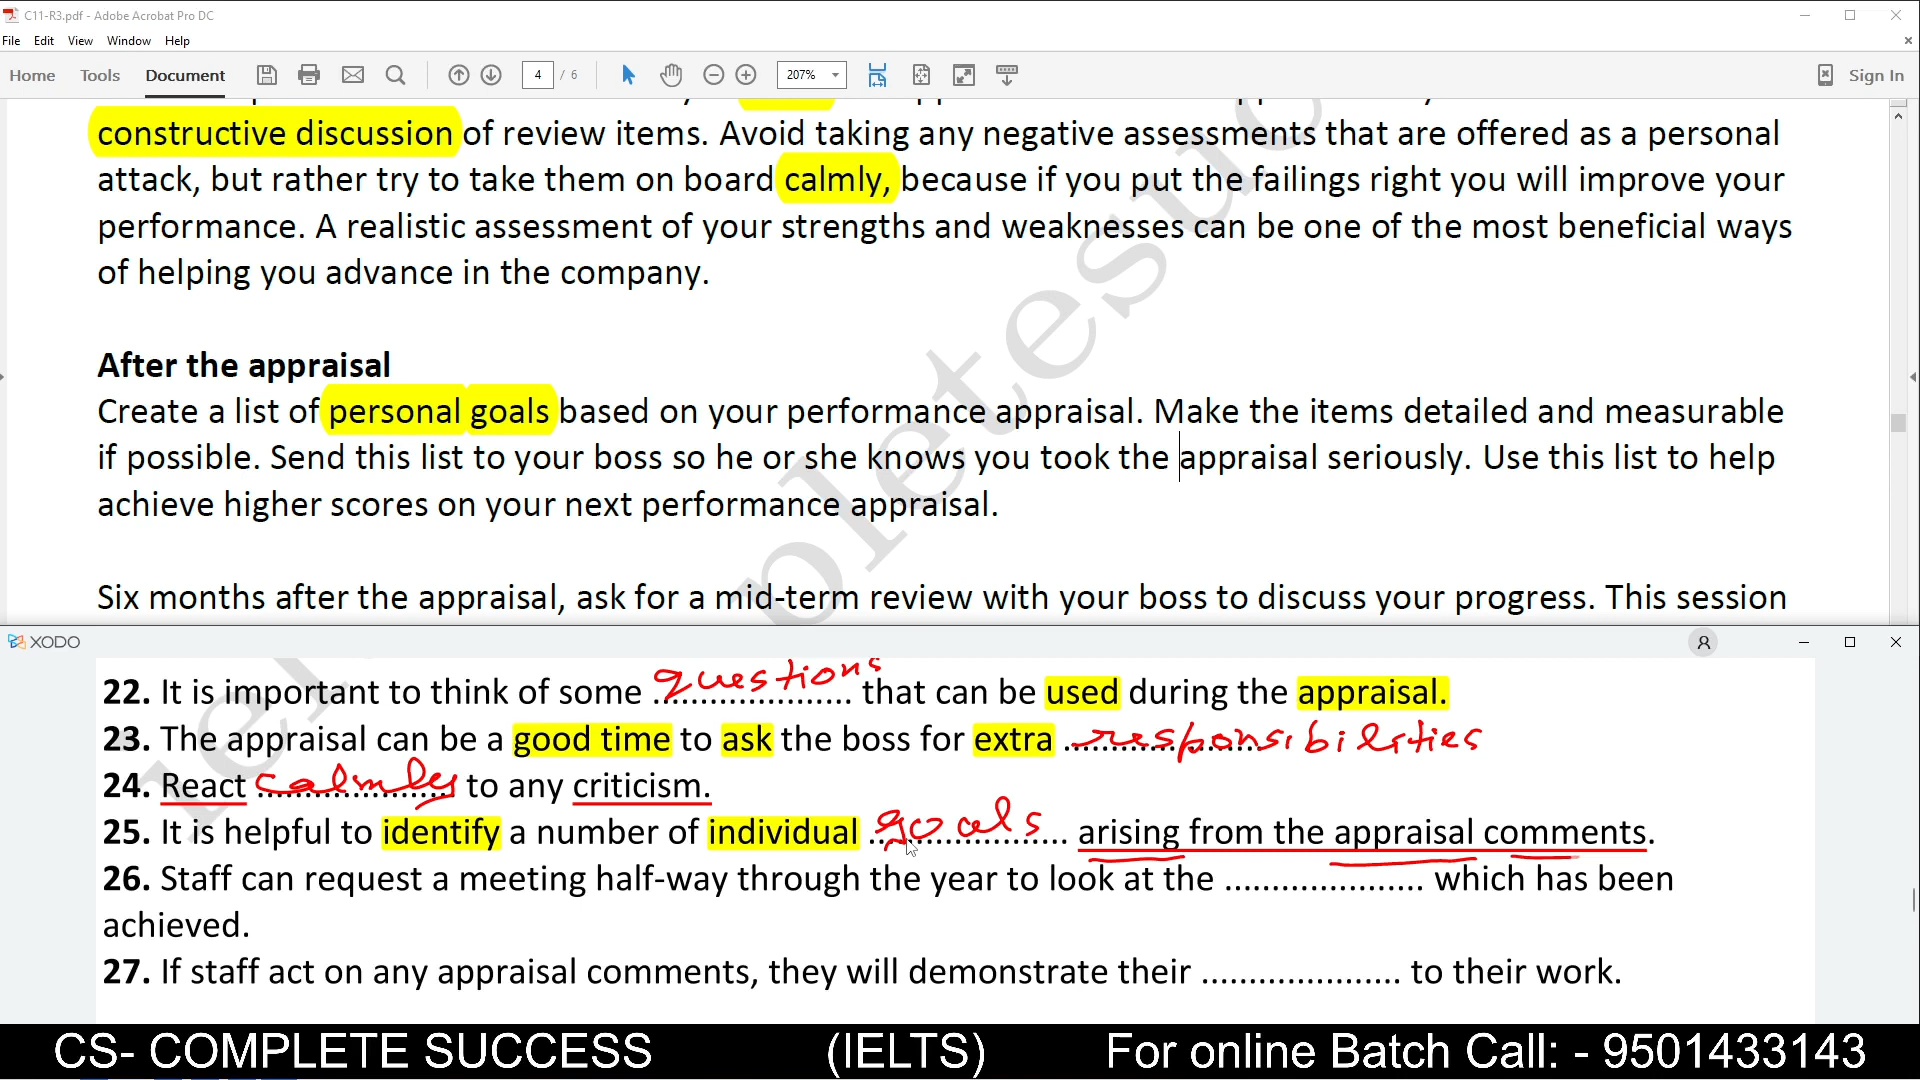 C11-R3.pdf - Adobe Acrobat Pro DC
File Edit View Window Help
Home Tools Document 4 / 6 207% Sign In
constructive discussion of review items. Avoid taking any negative assessments that are offered as a personal
attack, but rather try to take them on board calmly, because if you put the failings right you will improve your
performance. A realistic assessment of your strengths and weaknesses can be one of the most beneficial ways
of helping you advance in the company.
After the appraisal
Create a list of personal goals based on your performance appraisal. Make the items detailed and measurable
if possible. Send this list to your boss so he or she knows you took the appraisal seriously. Use this list to help
achieve higher scores on your next performance appraisal.
Six months after the appraisal, ask for a mid-term review with your boss to discuss your progress. This session
XODO
22. It is important to think of some questions that can be used during the appraisal.
23. The appraisal can be a good time to ask the boss for extra responsibilities
24. React calmly to any criticism.
25. It is helpful to identify a number of individual goals arising from the appraisal comments.
26. Staff can request a meeting half-way through the year to look at the ..................... which has been
achieved.
27. If staff act on any appraisal comments, they will demonstrate their ..................... to their work.
CS- COMPLETE SUCCESS (IELTS) For online Batch Call: - 9501433143